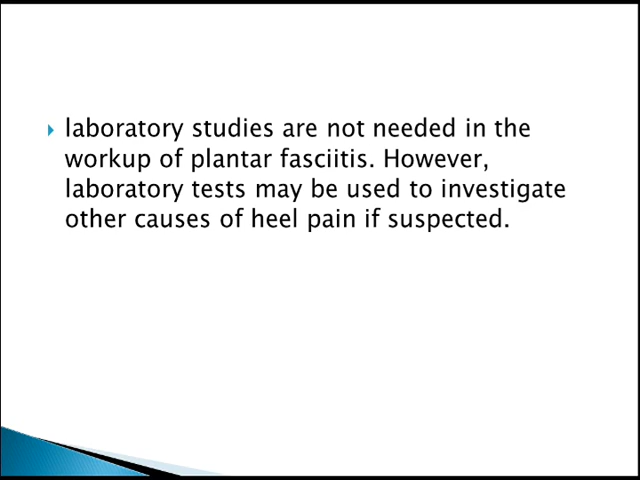 laboratory studies are not needed in the
workup of plantar fasciitis. However,
laboratory tests may be used to investigate
other causes of heel pain if suspected.